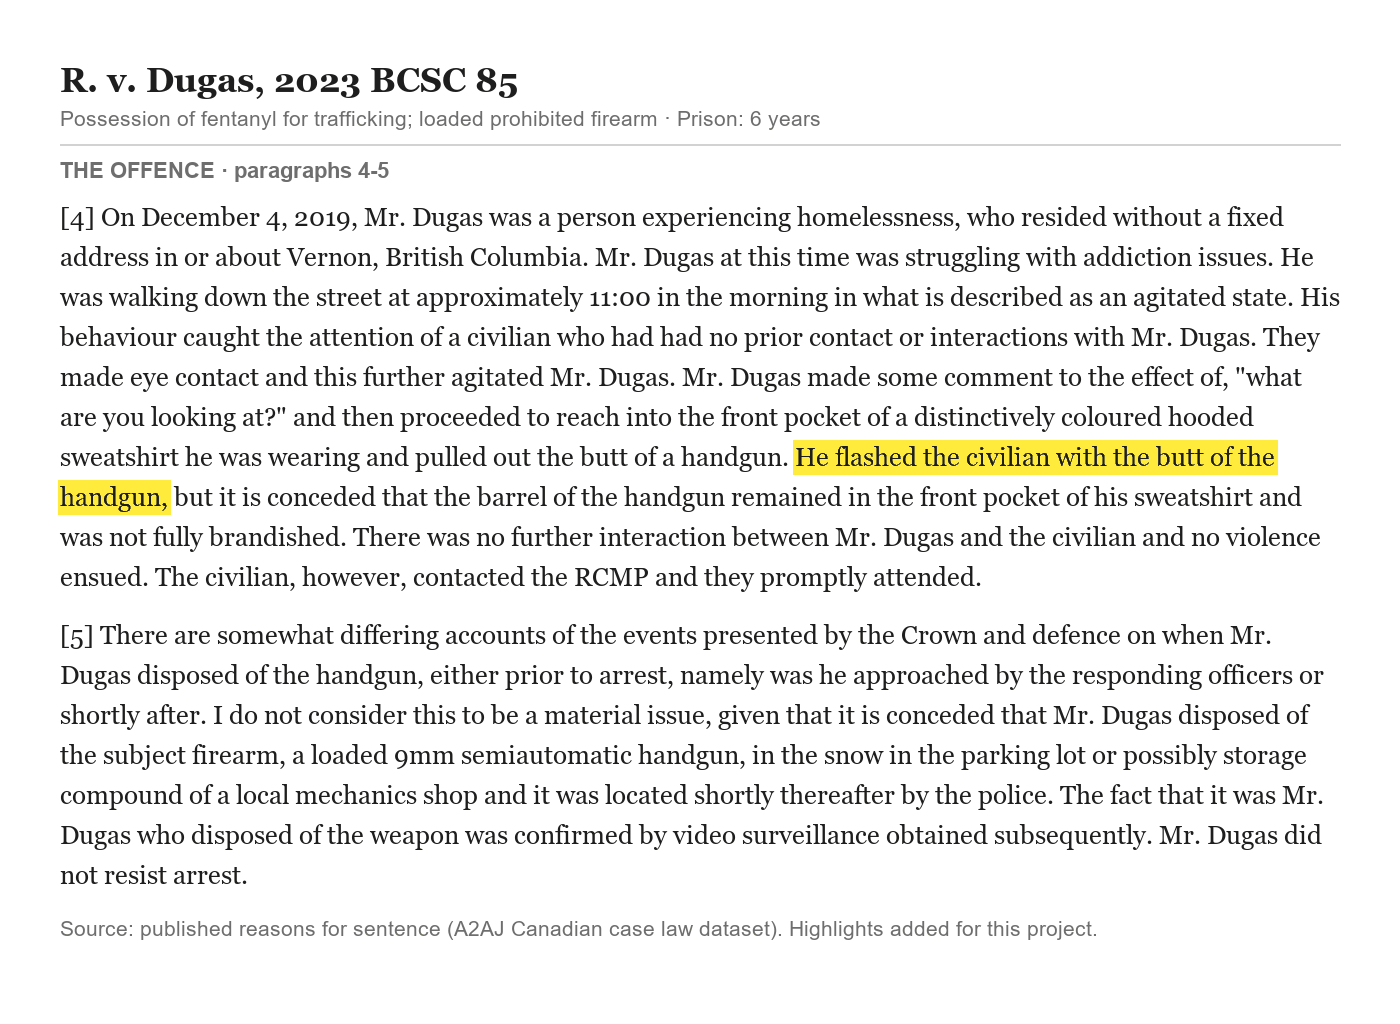 R. v. Dugas, 2023 BCSC 85
Possession of fentanyl for trafficking; loaded prohibited firearm · Prison: 6 years
THE OFFENCE · paragraphs 4-5
[4] On December 4, 2019, Mr. Dugas was a person experiencing homelessness, who resided without a fixed
address in or about Vernon, British Columbia. Mr. Dugas at this time was struggling with addiction issues. He
was walking down the street at approximately 11:00 in the morning in what is described as an agitated state. His
behaviour caught the attention of a civilian who had had no prior contact or interactions with Mr. Dugas. They
made eye contact and this further agitated Mr. Dugas. Mr. Dugas made some comment to the effect of, "what
are you looking at?" and then proceeded to reach into the front pocket of a distinctively coloured hooded
sweatshirt he was wearing and pulled out the butt of a handgun. He flashed the civilian with the butt of the
handgun, but it is conceded that the barrel of the handgun remained in the front pocket of his sweatshirt and
was not fully brandished. There was no further interaction between Mr. Dugas and the civilian and no violence
ensued. The civilian, however, contacted the RCMP and they promptly attended.
[5] There are somewhat differing accounts of the events presented by the Crown and defence on when Mr.
Dugas disposed of the handgun, either prior to arrest, namely was he approached by the responding officers or
shortly after. I do not consider this to be a material issue, given that it is conceded that Mr. Dugas disposed of
the subject firearm, a loaded 9mm semiautomatic handgun, in the snow in the parking lot or possibly storage
compound of a local mechanics shop and it was located shortly thereafter by the police. The fact that it was Mr.
Dugas who disposed of the weapon was confirmed by video surveillance obtained subsequently. Mr. Dugas did
not resist arrest.
Source: published reasons for sentence (A2AJ Canadian case law dataset). Highlights added for this project.